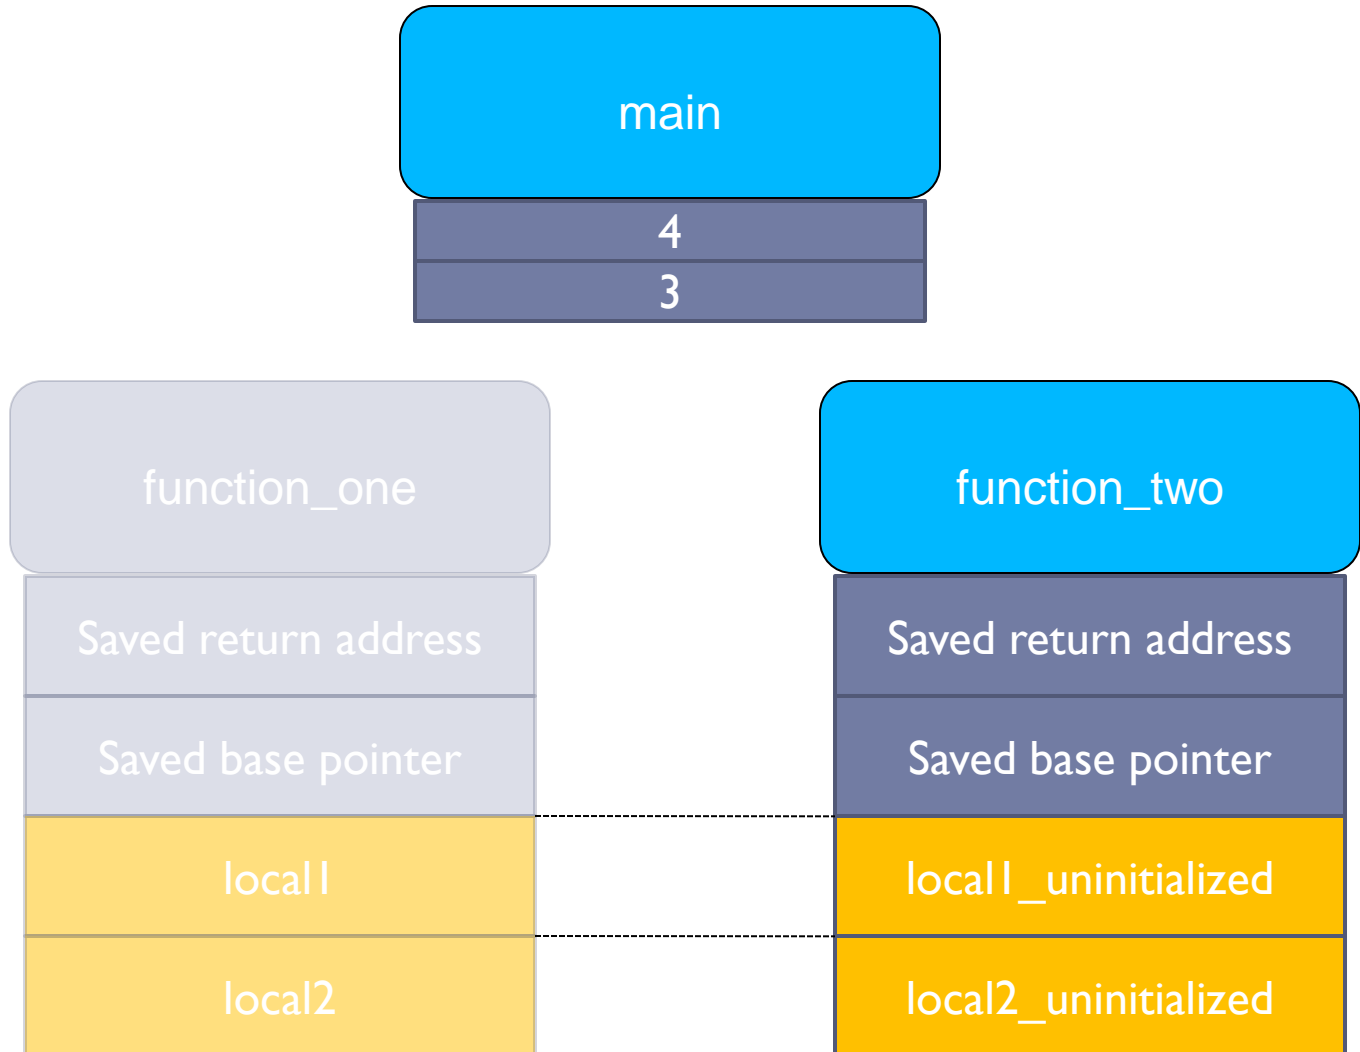 main
4
3
function_one
function_two
Saved return address
Saved return address
Saved base pointer
Saved base pointer
local1
local1_uninitialized
local2
local2_uninitialized